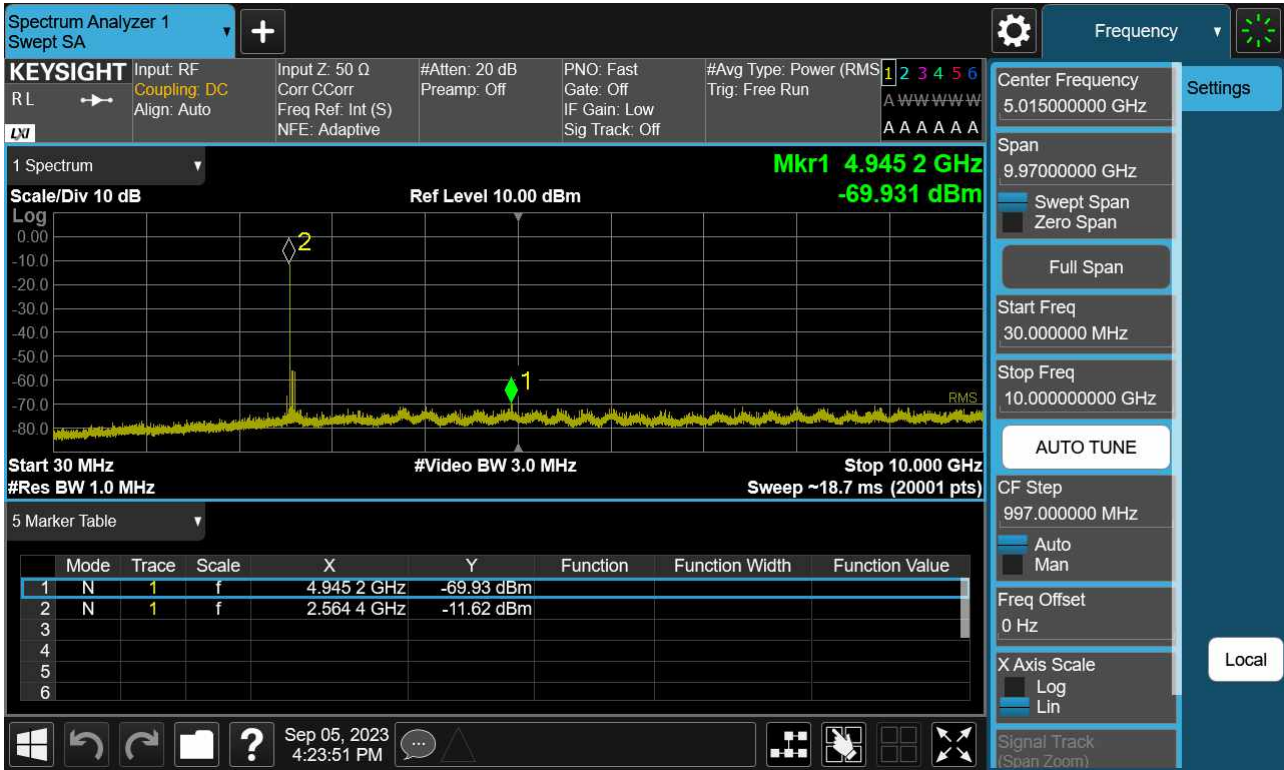 Spectrum Analyzer 1
Swept SA
+
Frequency
KEYSIGHT
R L
LXI
Input: RF
Coupling: DC
Align: Auto
Input Z: 50 Ω
Corr CCorr
Freq Ref: Int (S)
NFE: Adaptive
#Atten: 20 dB
Preamp: Off
PNO: Fast
Gate: Off
IF Gain: Low
Sig Track: Off
#Avg Type: Power (RMS
Trig: Free Run
1 2 3 4 5 6
A W W W W W
A A A A A A
1 Spectrum
Mkr1 4.945 2 GHz
Scale/Div 10 dB
Ref Level 10.00 dBm
-69.931 dBm
Log
0.00
-10.0
-20.0
-30.0
-40.0
-50.0
-60.0
-70.0
-80.0
2
1
RMS
Start 30 MHz
#Video BW 3.0 MHz
Stop 10.000 GHz
#Res BW 1.0 MHz
Sweep ~18.7 ms (20001 pts)
5 Marker Table
Mode Trace Scale X Y Function Function Width Function Value
1 N 1 f 4.945 2 GHz -69.93 dBm
2 N 1 f 2.564 4 GHz -11.62 dBm
3
4
5
6
?
Sep 05, 2023
4:23:51 PM
Center Frequency
5.015000000 GHz
Span
9.97000000 GHz
Swept Span
Zero Span
Full Span
Start Freq
30.000000 MHz
Stop Freq
10.000000000 GHz
AUTO TUNE
CF Step
997.000000 MHz
Auto
Man
Freq Offset
0 Hz
X Axis Scale
Log
Lin
Signal Track
(Span Zoom)
Settings
Local